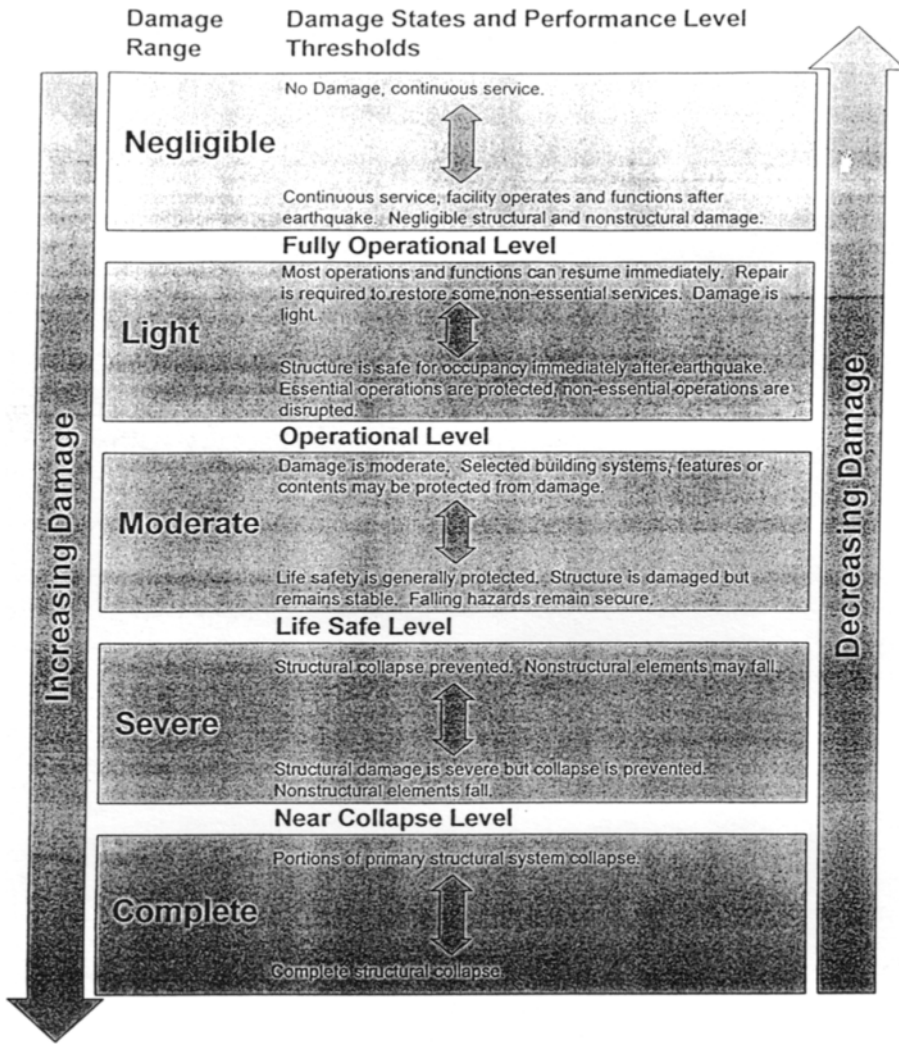 Damage Range
Damage States and Performance Level Thresholds
No Damage, continuous service.
Negligible
Continuous service, facility operates and functions after
earthquake. Negligible structural and nonstructural damage.
Fully Operational Level
Most operations and functions can resume immediately. Repair
is required to restore some non-essential services. Damage is
light.
Light
Structure is safe for occupancy immediately after earthquake.
Essential operations are protected, non-essential operations are
disrupted.
Operational Level
Damage is moderate. Selected building systems, features or
contents may be protected from damage.
Moderate
Life safety is generally protected. Structure is damaged but
remains stable. Falling hazards remain secure.
Life Safe Level
Structural collapse prevented. Nonstructural elements may fall.
Severe
Structural damage is severe but collapse is prevented.
Nonstructural elements fall.
Near Collapse Level
Portions of primary structural system collapse.
Complete
Complete structural collapse.
Increasing Damage
Decreasing Damage